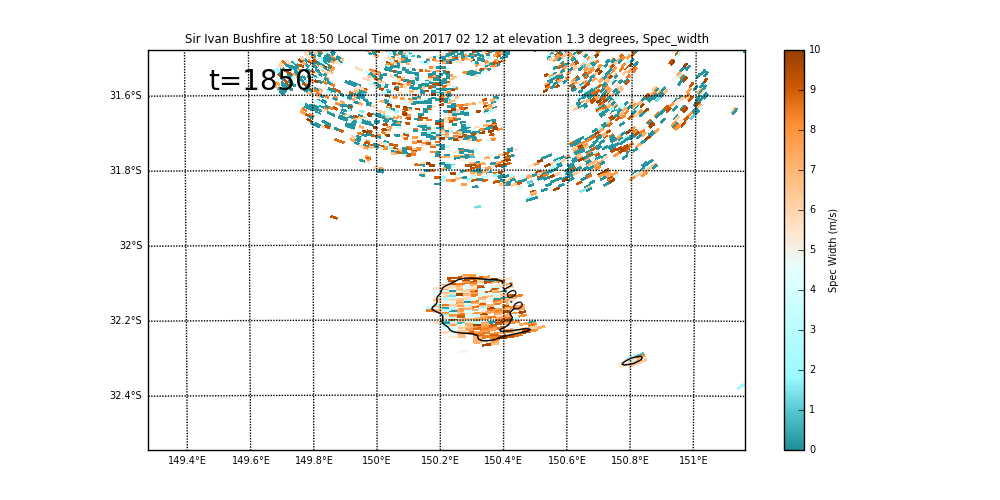 Sir Ivan Bushfire at 18:50 Local Time on 2017 02 12 at elevation 1.3 degrees, Spec_width
t=1850
31.6°S
31.8°S
32°S
32.2°S
32.4°S
149.4°E 149.6°E 149.8°E 150°E 150.2°E 150.4°E 150.6°E 150.8°E 151°E
10
9
8
7
6
5
4
3
2
1
0
Spec Width (m/s)